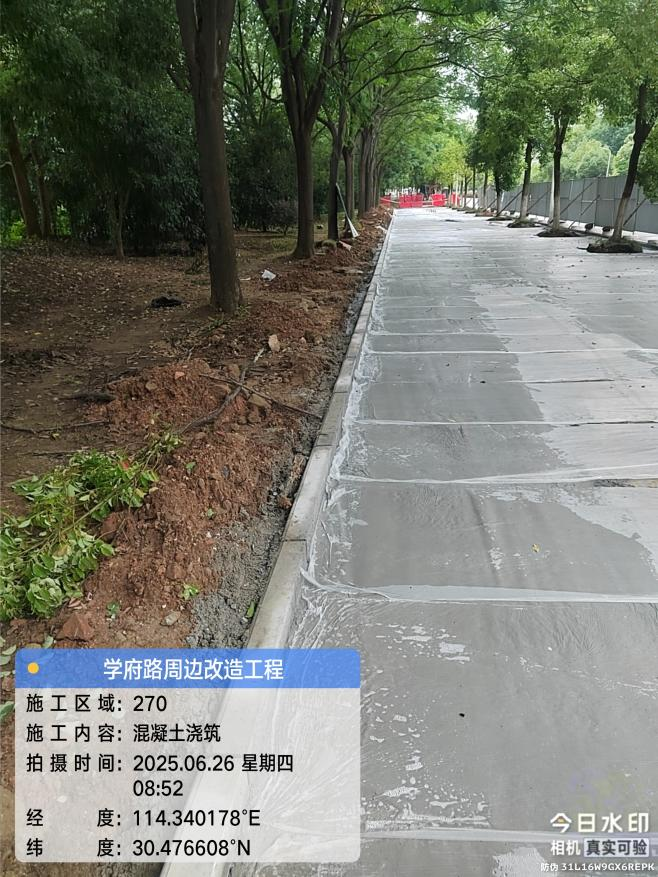 学府路周边改造工程
施工区域：270
施工内容：混凝土浇筑
拍摄时间：2025.06.26 星期四
08:52
经度：114.340178°E
纬度：30.476608°N
今日水印
相机 真实可验
防伪 31L16W9GX6REPK